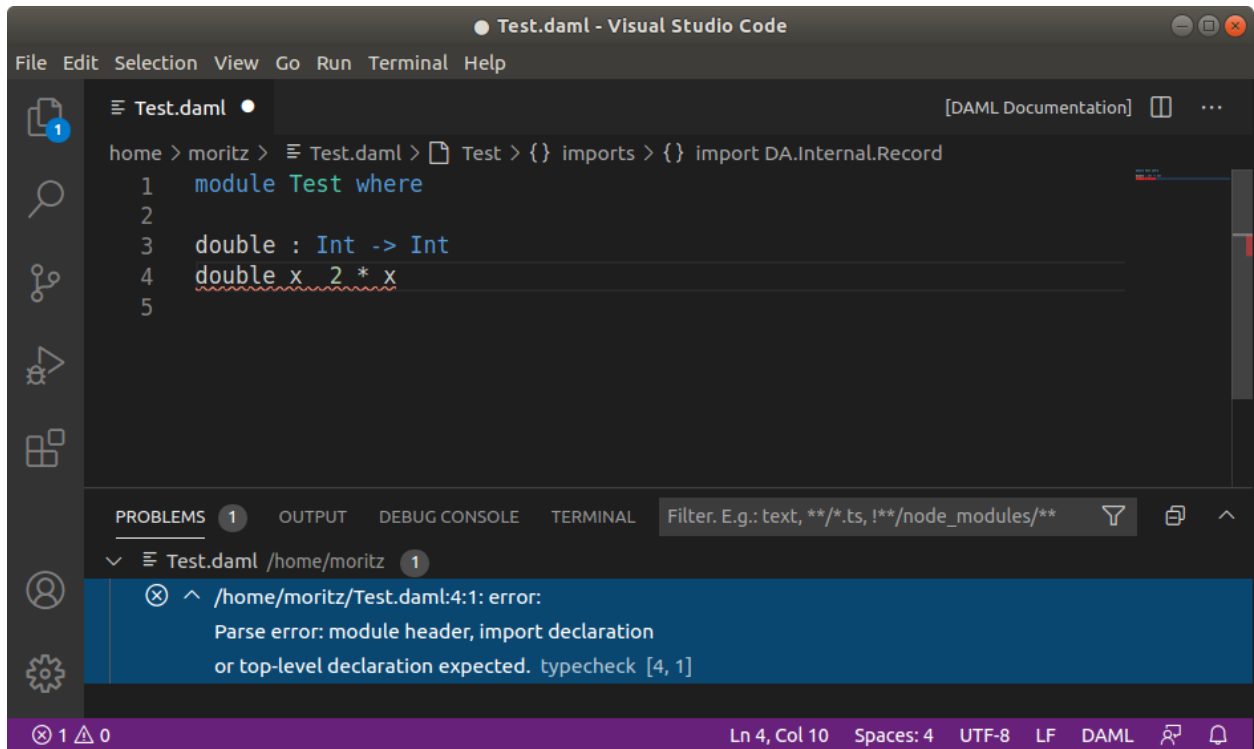 ● Test.daml - Visual Studio Code
File Edit Selection View Go Run Terminal Help
1
Test.daml ●
[DAML Documentation] ...
home > moritz > Test.daml > Test > {} imports > {} import DA.Internal.Record
1 module Test where
2
3 double : Int -> Int
4 double x  2 * x
5
PROBLEMS 1 OUTPUT DEBUG CONSOLE TERMINAL Filter. E.g.: text, **/*.ts, !**/node_modules/**
Test.daml /home/moritz 1
/home/moritz/Test.daml:4:1: error:
Parse error: module header, import declaration
or top-level declaration expected. typecheck [4, 1]
1 0 Ln 4, Col 10 Spaces: 4 UTF-8 LF DAML